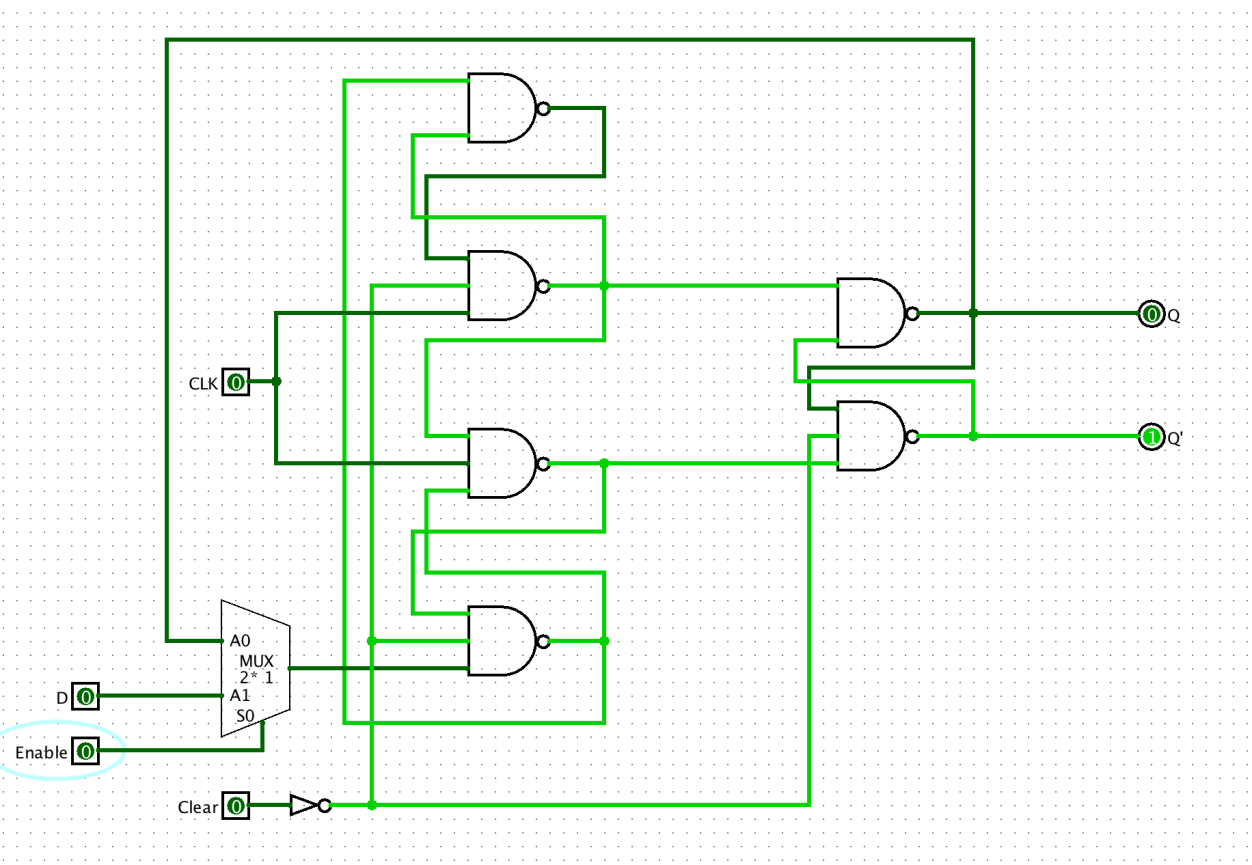 0 Q
CLK 0
1 Q'
A0
MUX
2* 1
D 0 A1
S0
Enable 0
Clear 0